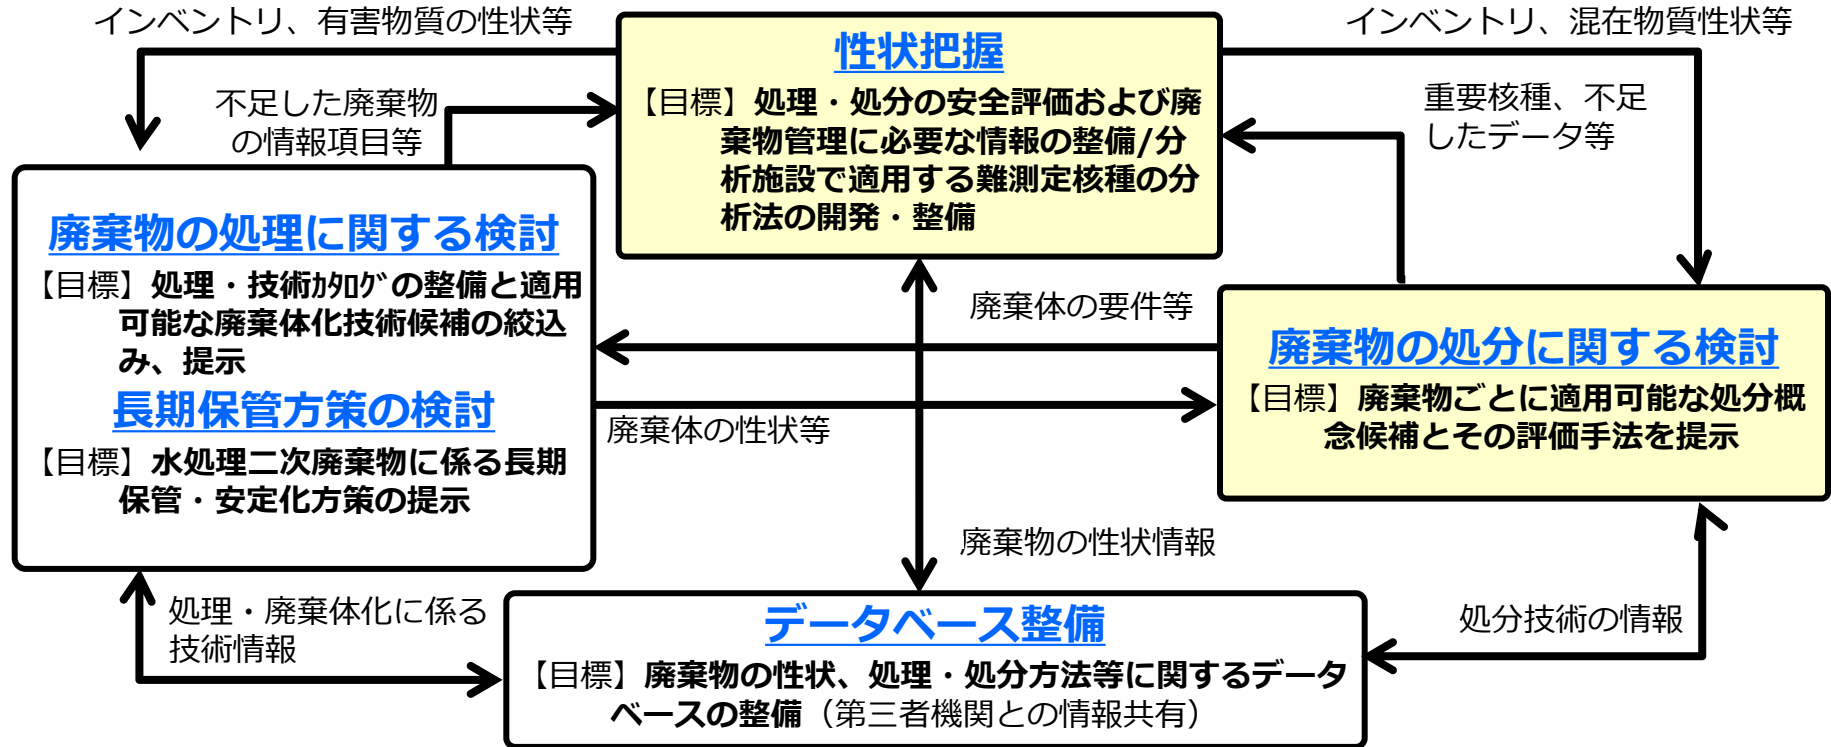 インベントリ、有害物質の性状等
インベントリ、混在物質性状等
性状把握
【目標】処理・処分の安全評価および廃
棄物管理に必要な情報の整備/分
析施設で適用する難測定核種の分
析法の開発・整備
不足した廃棄物
の情報項目等
重要核種、不足
したデータ等
廃棄物の処理に関する検討
【目標】処理・技術ｶﾀﾛｸﾞの整備と適用
可能な廃棄体化技術候補の絞込
み、提示
長期保管方策の検討
【目標】水処理二次廃棄物に係る長期
保管・安定化方策の提示
廃棄体の要件等
廃棄体の性状等
廃棄物の処分に関する検討
【目標】廃棄物ごとに適用可能な処分概
念候補とその評価手法を提示
廃棄物の性状情報
処理・廃棄体化に係る
技術情報
処分技術の情報
データベース整備
【目標】廃棄物の性状、処理・処分方法等に関するデータ
ベースの整備（第三者機関との情報共有）